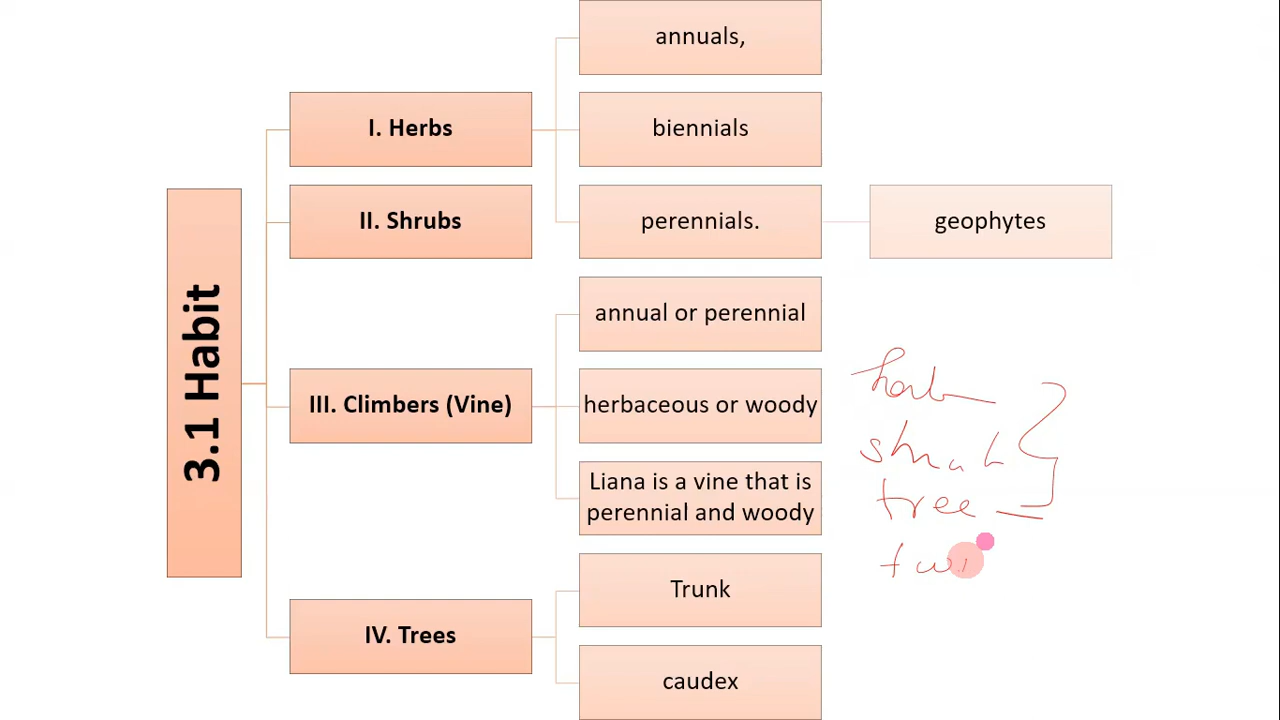 3.1 Habit
I. Herbs
annuals,
biennials
perennials.
geophytes
II. Shrubs
III. Climbers (Vine)
annual or perennial
herbaceous or woody
Liana is a vine that is
perennial and woody
IV. Trees
Trunk
caudex
herb
shrub
tree
twi